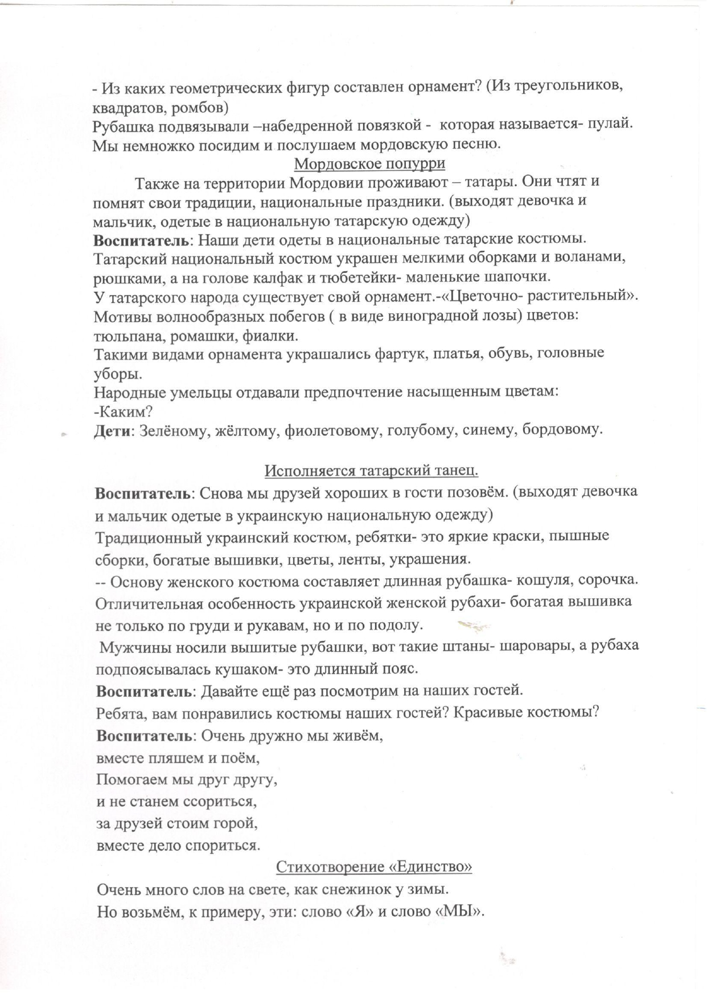 - Из каких геометрических фигур составлен орнамент? (Из треугольников,
квадратов, ромбов)
Рубашка подвязывали –набедренной повязкой -  которая называется- пулай.
Мы немножко посидим и послушаем мордовскую песню.
Мордовское попурри
Также на территории Мордовии проживают – татары. Они чтят и
помнят свои традиции, национальные праздники. (выходят девочка и
мальчик, одетые в национальную татарскую одежду)
Воспитатель: Наши дети одеты в национальные татарские костюмы.
Татарский национальный костюм украшен мелкими оборками и воланами,
рюшками, а на голове калфак и тюбетейки- маленькие шапочки.
У татарского народа существует свой орнамент.-«Цветочно- растительный».
Мотивы волнообразных побегов ( в виде виноградной лозы) цветов:
тюльпана, ромашки, фиалки.
Такими видами орнамента украшались фартук, платья, обувь, головные
уборы.
Народные умельцы отдавали предпочтение насыщенным цветам:
-Каким?
Дети: Зелёному, жёлтому, фиолетовому, голубому, синему, бордовому.
Исполняется татарский танец.
Воспитатель: Снова мы друзей хороших в гости позовём. (выходят девочка
и мальчик одетые в украинскую национальную одежду)
Традиционный украинский костюм, ребятки- это яркие краски, пышные
сборки, богатые вышивки, цветы, ленты, украшения.
-- Основу женского костюма составляет длинная рубашка- кошуля, сорочка.
Отличительная особенность украинской женской рубахи- богатая вышивка
не только по груди и рукавам, но и по подолу.
Мужчины носили вышитые рубашки, вот такие штаны- шаровары, а рубаха
подпоясывалась кушаком- это длинный пояс.
Воспитатель: Давайте ещё раз посмотрим на наших гостей.
Ребята, вам понравились костюмы наших гостей? Красивые костюмы?
Воспитатель: Очень дружно мы живём,
вместе пляшем и поём,
Помогаем мы друг другу,
и не станем ссориться,
за друзей стоим горой,
вместе дело спориться.
Стихотворение «Единство»
Очень много слов на свете, как снежинок у зимы.
Но возьмём, к примеру, эти: слово «Я» и слово «МЫ».